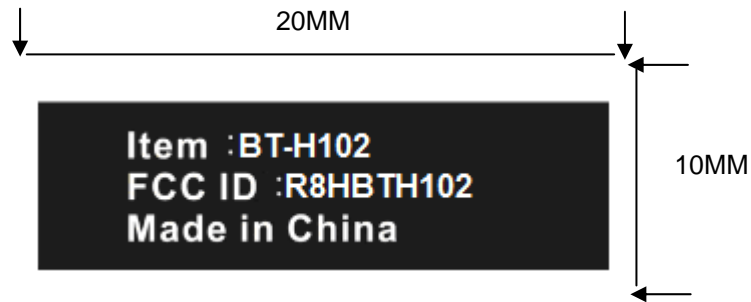 20MM
Item :BT-H102
FCC ID :R8HBTH102
Made in China
10MM